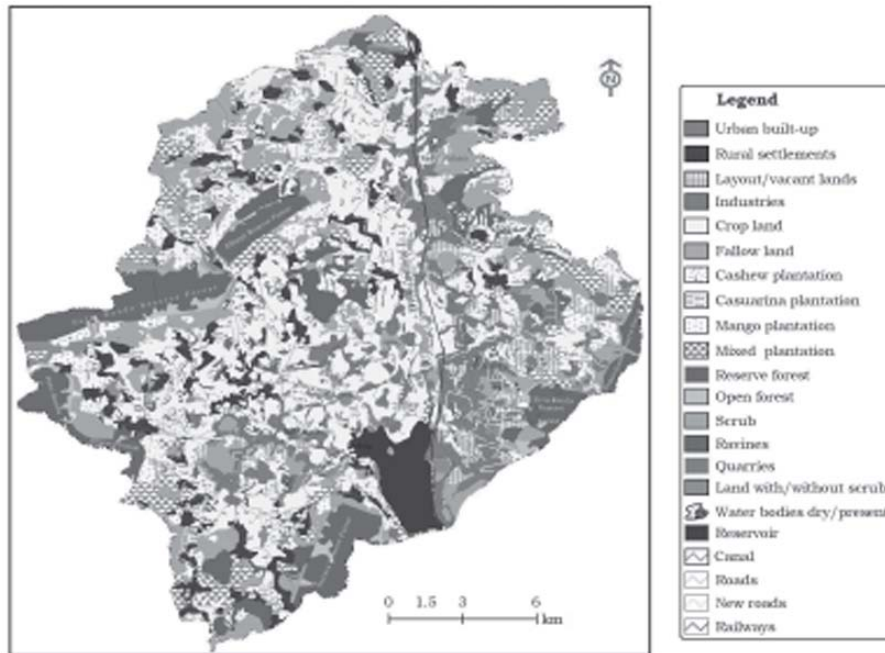 N
Legend
Urban built-up
Rural settlements
Layout/vacant lands
Industries
Crop land
Fallow land
Cashew plantation
Casuarina plantation
Mango plantation
Mixed plantation
Reserve forest
Open forest
Scrub
Ravines
Quarries
Land with/without scrub
Water bodies dry/present
Reservoir
Canal
Roads
New roads
Railways
0 1.5 3 6
km